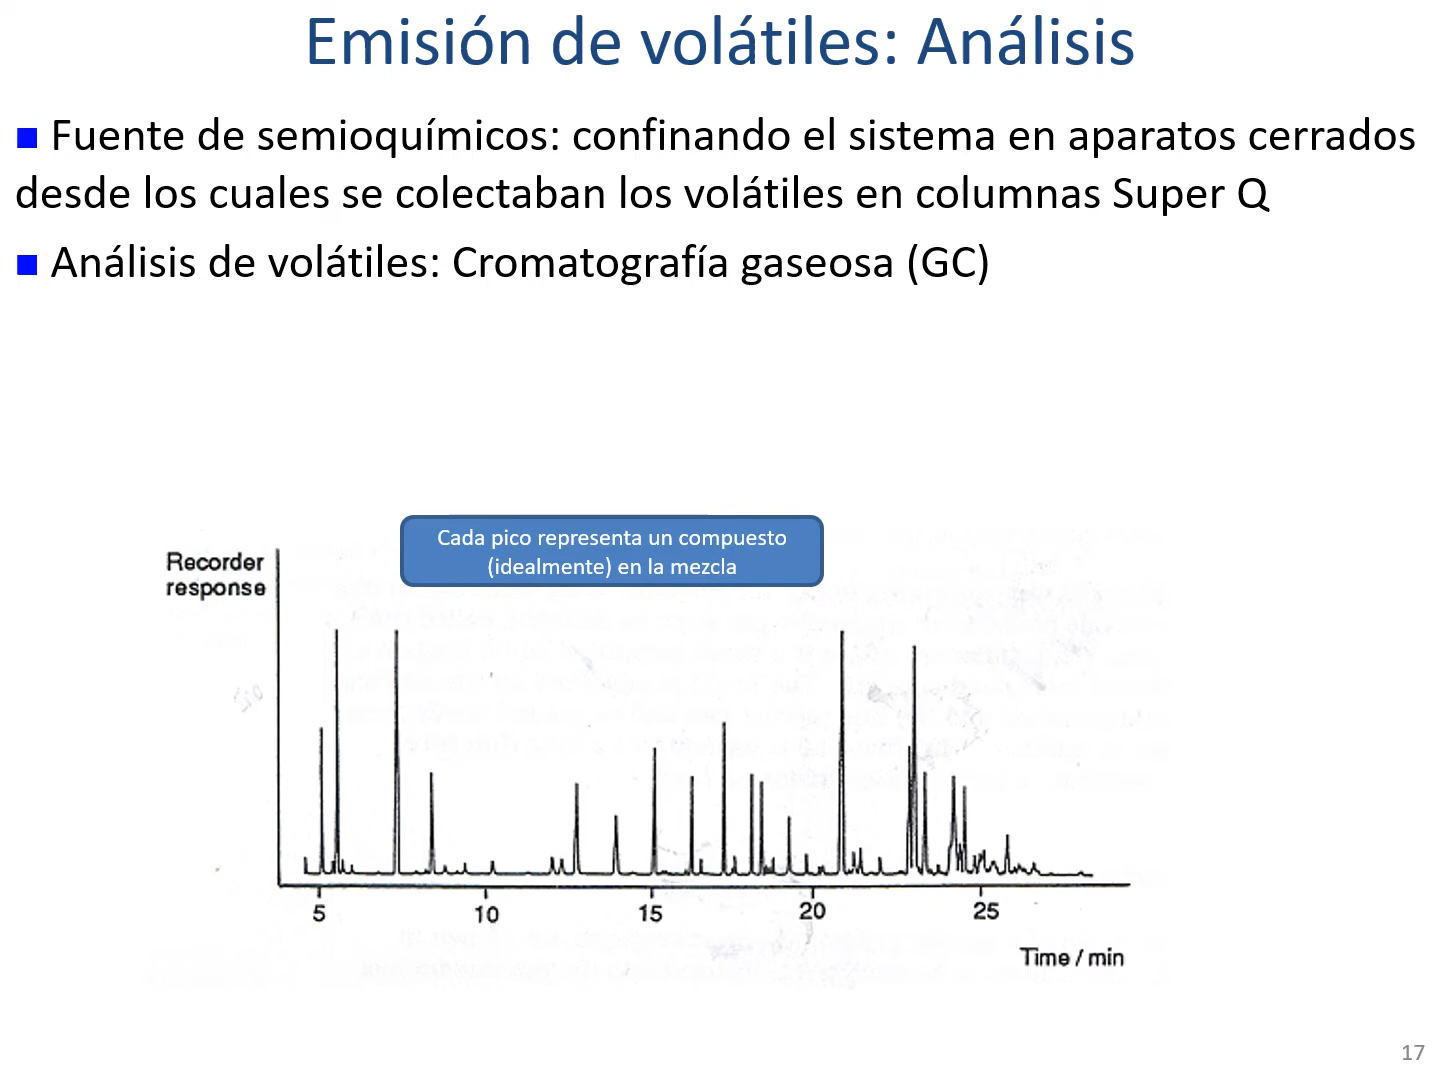 Emisión de volátiles: Análisis
Fuente de semioquímicos: confinando el sistema en aparatos cerrados
desde los cuales se colectaban los volátiles en columnas Super Q
Análisis de volátiles: Cromatografía gaseosa (GC)
Cada pico representa un compuesto
(idealmente) en la mezcla
Recorder
response
5 10 15 20 25
Time / min
17